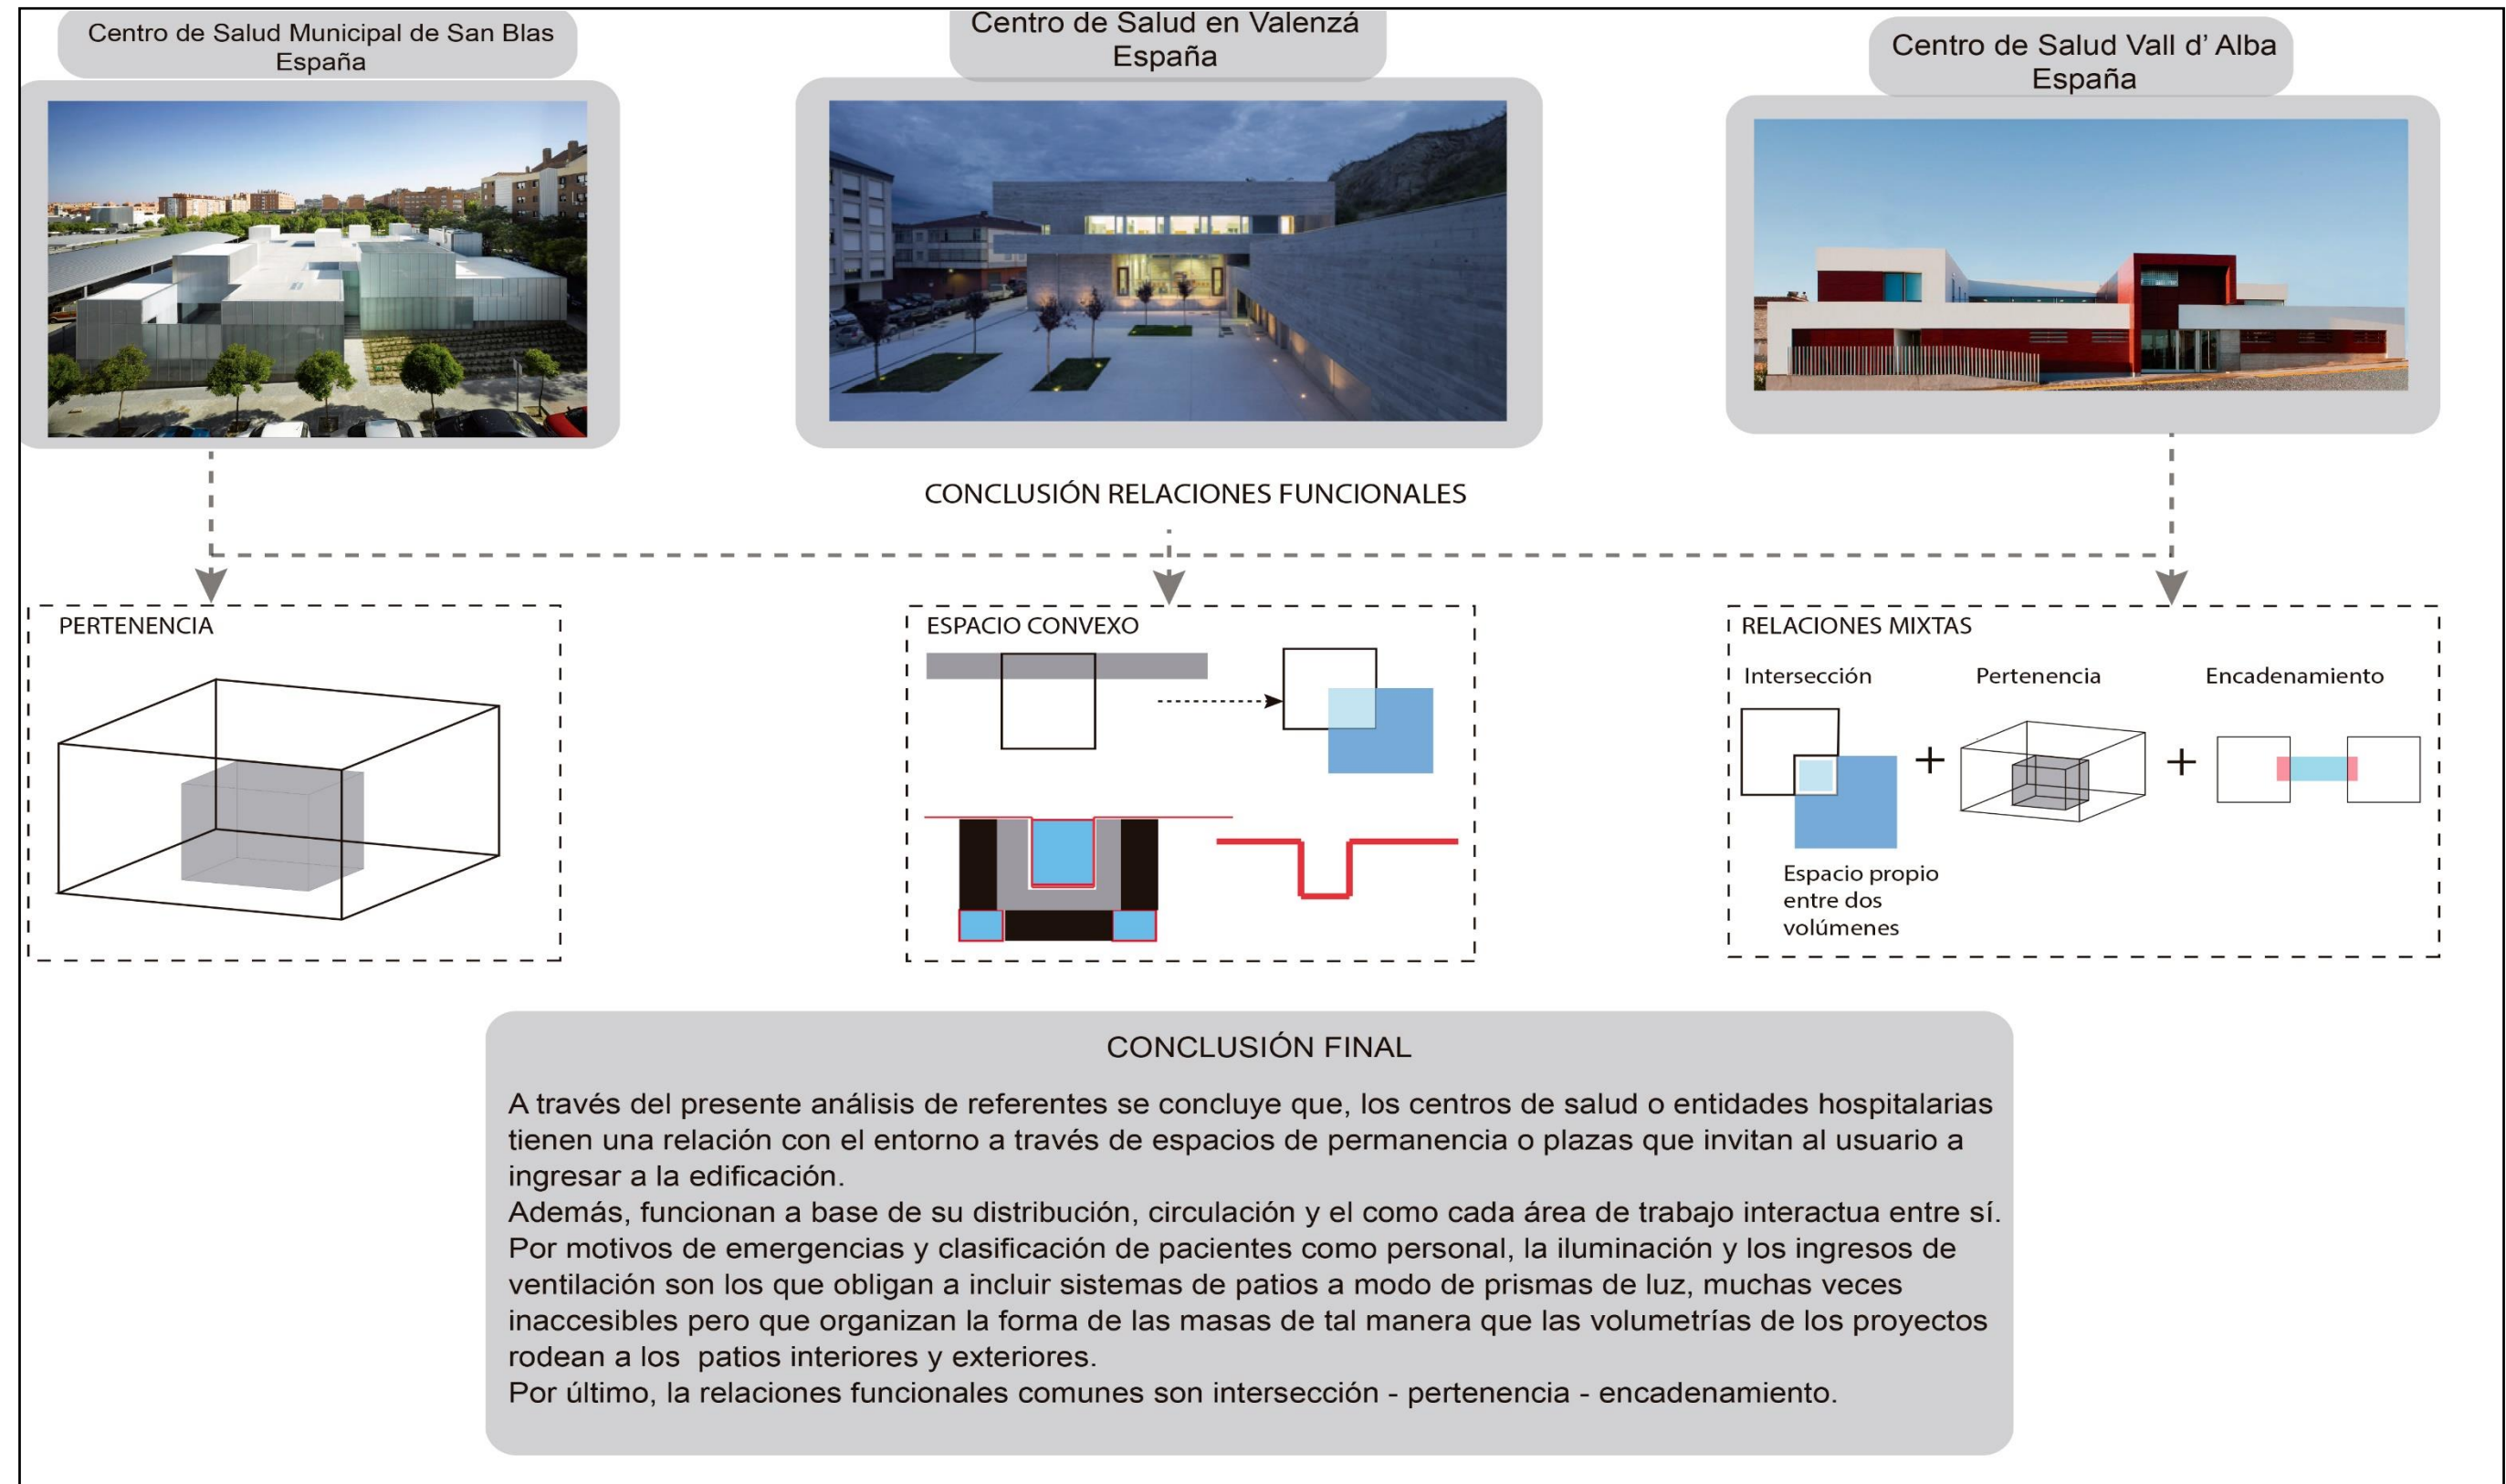 Centro de Salud Municipal de San Blas
España
Centro de Salud en Valenzá
España
Centro de Salud Vall d' Alba
España
CONCLUSIÓN RELACIONES FUNCIONALES
PERTENENCIA
ESPACIO CONVEXO
RELACIONES MIXTAS
Intersección
Pertenencia
Encadenamiento
+
+
Espacio propio
entre dos
volúmenes
CONCLUSIÓN FINAL
A través del presente análisis de referentes se concluye que, los centros de salud o entidades hospitalarias
tienen una relación con el entorno a través de espacios de permanencia o plazas que invitan al usuario a
ingresar a la edificación.
Además, funcionan a base de su distribución, circulación y el como cada área de trabajo interactua entre sí.
Por motivos de emergencias y clasificación de pacientes como personal, la iluminación y los ingresos de
ventilación son los que obligan a incluir sistemas de patios a modo de prismas de luz, muchas veces
inaccesibles pero que organizan la forma de las masas de tal manera que las volumetrías de los proyectos
rodean a los  patios interiores y exteriores.
Por último, la relaciones funcionales comunes son intersección - pertenencia - encadenamiento.